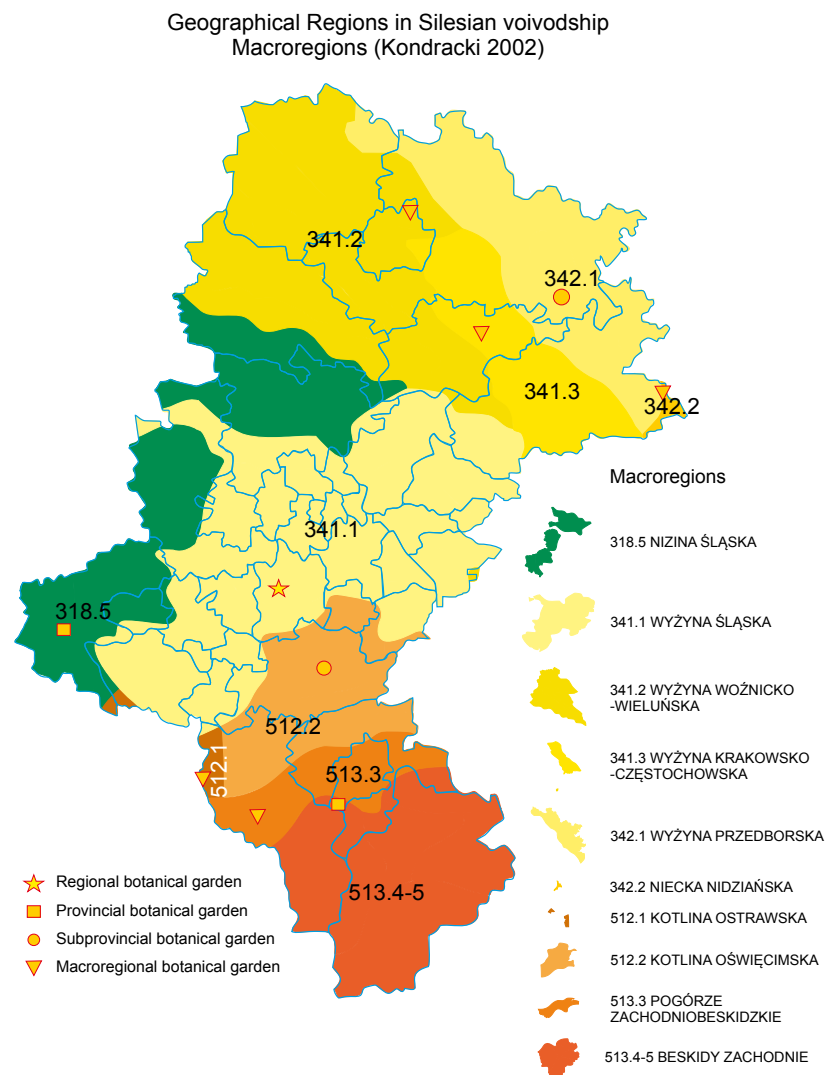 Geographical Regions in Silesian voivodship
Macroregions (Kondracki 2002)
341.2
342.1
341.3
342.2
341.1
318.5
512.2
512.1
513.3
513.4-5
Macroregions
318.5 NIZINA ŚLĄSKA
341.1 WYŻYNA ŚLĄSKA
341.2 WYŻYNA WOŹNICKO
-WIELUŃSKA
341.3 WYŻYNA KRAKOWSKO
-CZĘSTOCHOWSKA
342.1 WYŻYNA PRZEDBORSKA
342.2 NIECKA NIDZIAŃSKA
512.1 KOTLINA OSTRAWSKA
512.2 KOTLINA OŚWIĘCIMSKA
513.3 POGÓRZE
ZACHODNIOBESKIDZKIE
513.4-5 BESKIDY ZACHODNIE
Regional botanical garden
Provincial botanical garden
Subprovincial botanical garden
Macroregional botanical garden